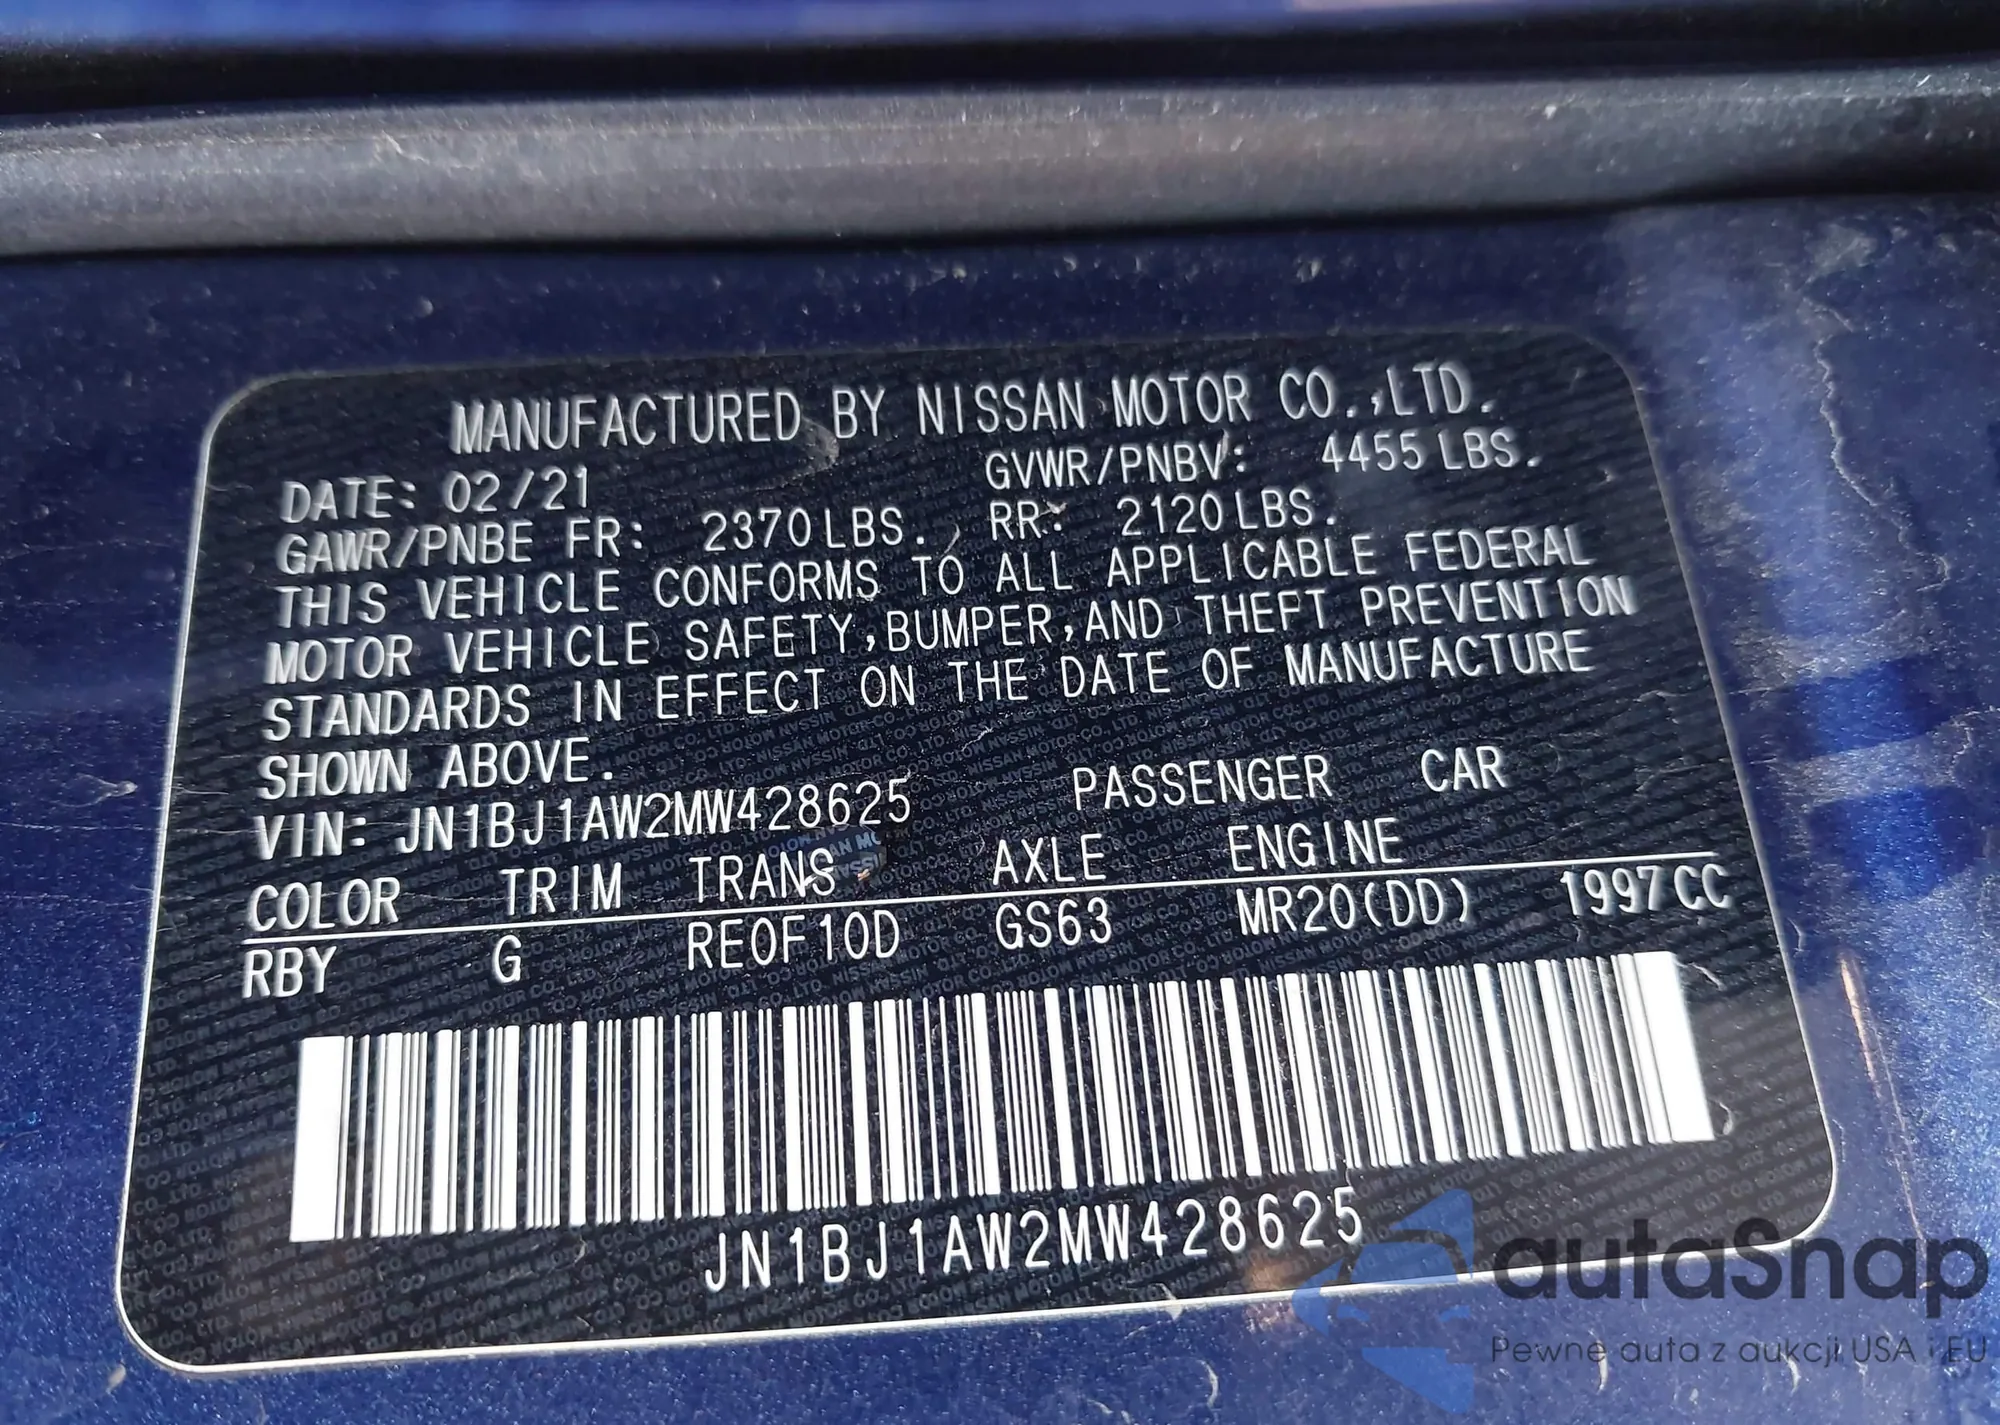 MANUFACTURED BY NISSAN MOTOR CO.,LTD.
DATE: 02/21 GVWR/PNBV: 4455 LBS.
GAWR/PNBE FR: 2370 LBS. RR: 2120 LBS.
THIS VEHICLE CONFORMS TO ALL APPLICABLE FEDERAL
MOTOR VEHICLE SAFETY,BUMPER,AND THEFT PREVENTION
STANDARDS IN EFFECT ON THE DATE OF MANUFACTURE
SHOWN ABOVE.
VIN: JN1BJ1AW2MW428625 PASSENGER CAR
COLOR TRIM TRANS AXLE ENGINE
RBY G RE0F10D GS63 MR20(DD) 1997 CC
JN1BJ1AW2MW428625
autaSnap
Pewne auta z aukcji USA i EU